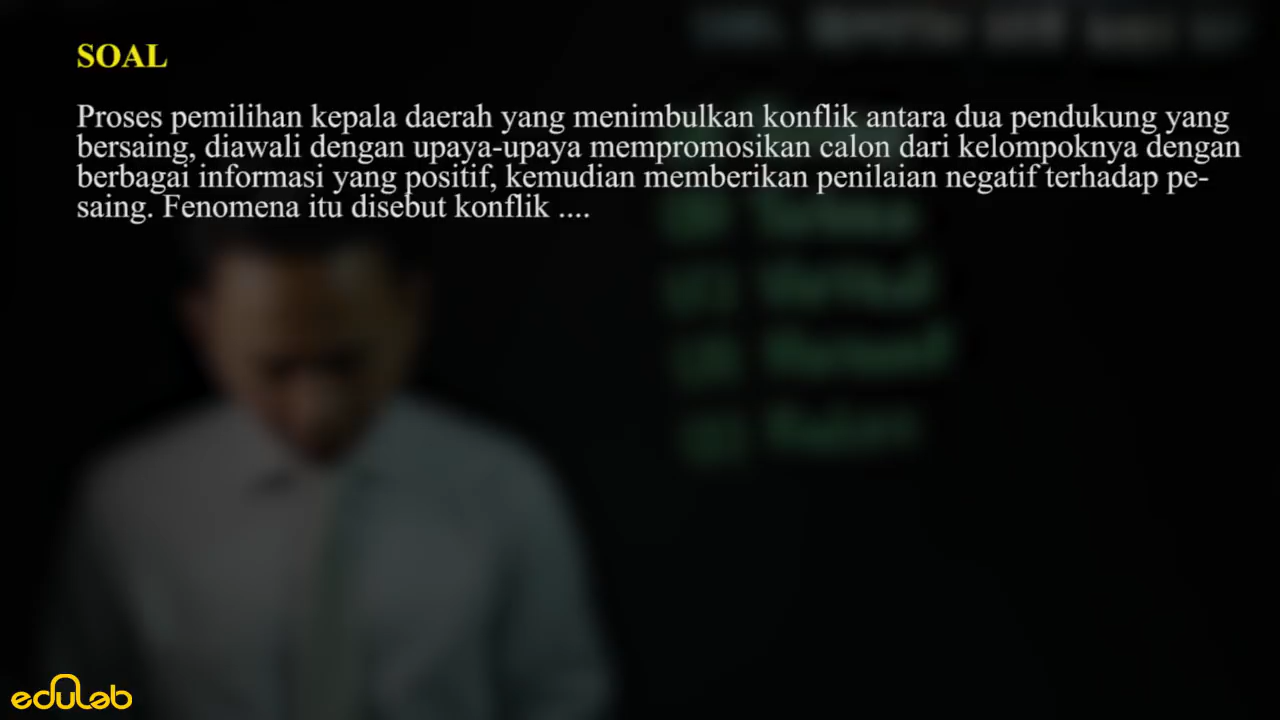 SOAL
Proses pemilihan kepala daerah yang menimbulkan konflik antara dua pendukung yang
bersaing, diawali dengan upaya-upaya mempromosikan calon dari kelompoknya dengan
berbagai informasi yang positif, kemudian memberikan penilaian negatif terhadap pe-
saing. Fenomena itu disebut konflik ....
edulab